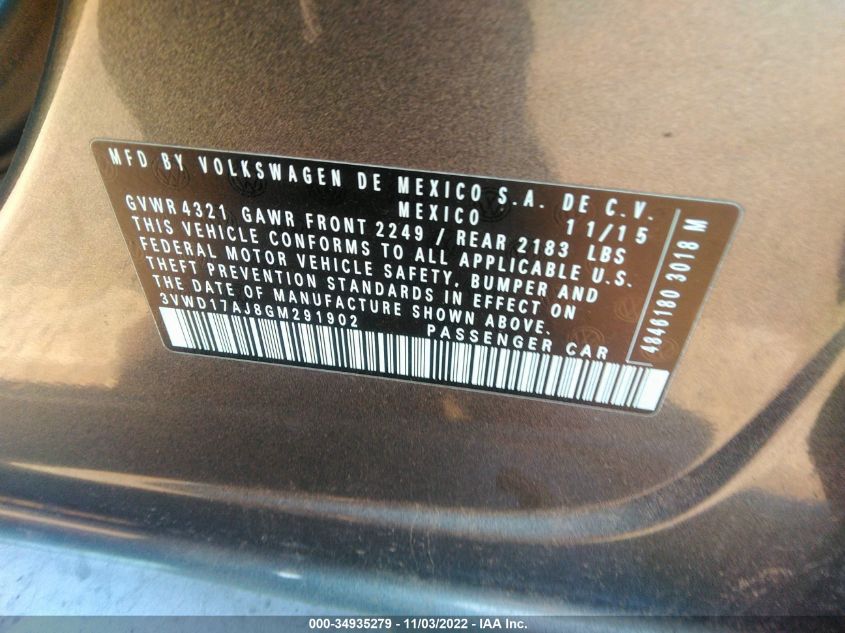 MFD BY VOLKSWAGEN DE MEXICO S.A. DE C.V.
MEXICO 11/15
GVWR 4321 GAWR FRONT 2249 / REAR 2183 LBS
THIS VEHICLE CONFORMS TO ALL APPLICABLE U.S.
FEDERAL MOTOR VEHICLE SAFETY, BUMPER AND
THEFT PREVENTION STANDARDS IN EFFECT ON
THE DATE OF MANUFACTURE SHOWN ABOVE.
3VWD17AJ8GM291902 PASSENGER CAR
4846180 3018 M
000-34935279 - 11/03/2022 - IAA Inc.